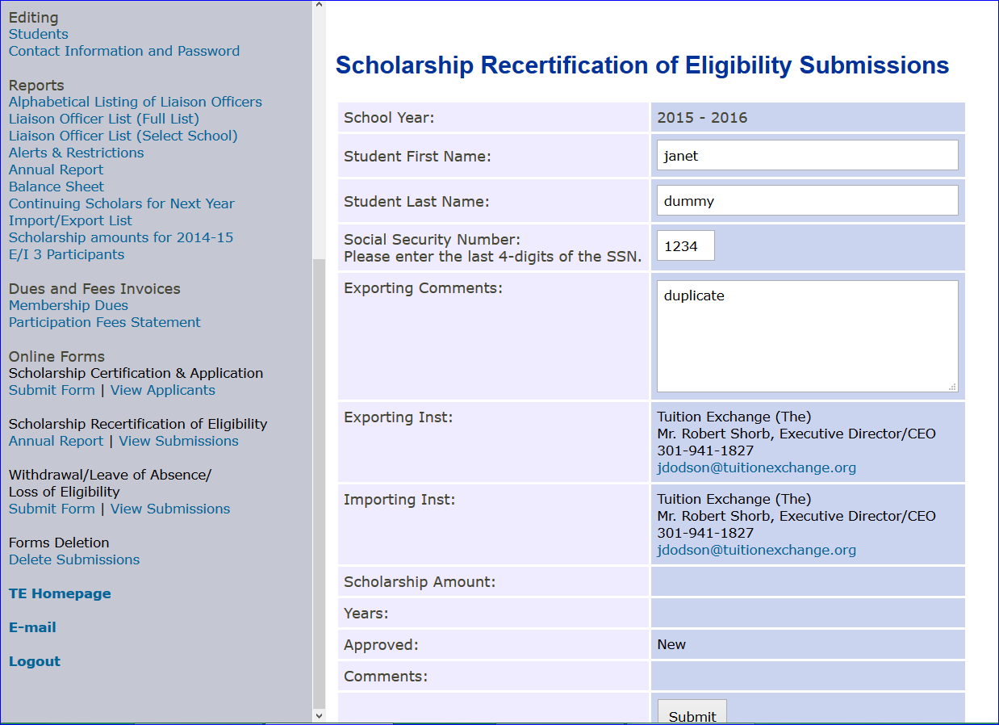 Editing
Students
Contact Information and Password
Reports
Alphabetical Listing of Liaison Officers
Liaison Officer List (Full List)
Liaison Officer List (Select School)
Alerts & Restrictions
Annual Report
Balance Sheet
Continuing Scholars for Next Year
Import/Export List
Scholarship amounts for 2014-15
E/I 3 Participants
Dues and Fees Invoices
Membership Dues
Participation Fees Statement
Online Forms
Scholarship Certification & Application
Submit Form | View Applicants
Scholarship Recertification of Eligibility
Annual Report | View Submissions
Withdrawal/Leave of Absence/
Loss of Eligibility
Submit Form | View Submissions
Forms Deletion
Delete Submissions
TE Homepage
E-mail
Logout
Scholarship Recertification of Eligibility Submissions
School Year: 2015 - 2016
Student First Name: janet
Student Last Name: dummy
Social Security Number:
Please enter the last 4-digits of the SSN. 1234
Exporting Comments: duplicate
Exporting Inst: Tuition Exchange (The)
Mr. Robert Shorb, Executive Director/CEO
301-941-1827
jdodson@tuitionexchange.org
Importing Inst: Tuition Exchange (The)
Mr. Robert Shorb, Executive Director/CEO
301-941-1827
jdodson@tuitionexchange.org
Scholarship Amount:
Years:
Approved: New
Comments:
Submit